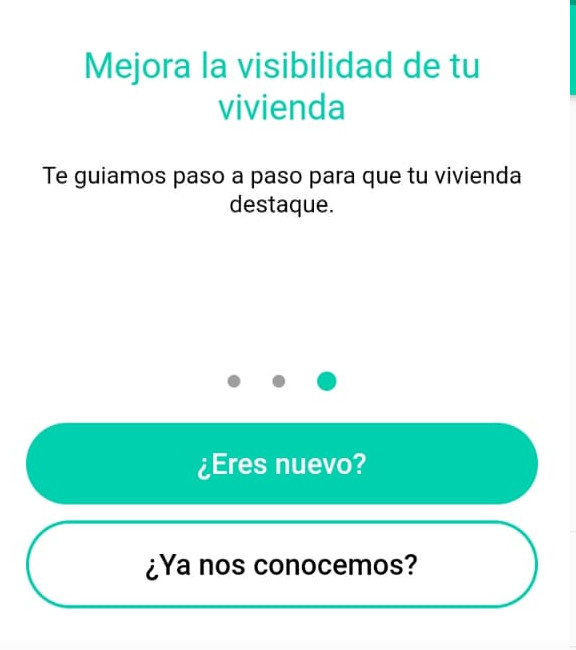 Mejora la visibilidad de tu
vivienda
Te guiamos paso a paso para que tu vivienda
destaque.
¿Eres nuevo?
¿Ya nos conocemos?